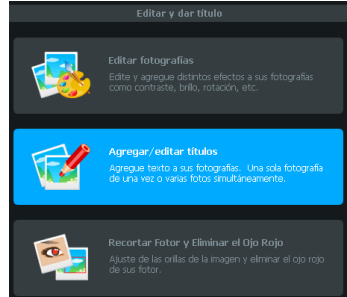 Editar y dar título
Editar fotografías
Edite y agregue distintos efectos a sus fotografías
como contraste, brillo, rotación, etc.
Agregar/editar títulos
Agregue texto a sus fotografías. Una sola fotografía
de una vez o varias fotos simultáneamente.
Recortar Fotor y Eliminar el Ojo Rojo
Ajuste de las orillas de la imagen y elminar el ojo rojo
de sus fotor.